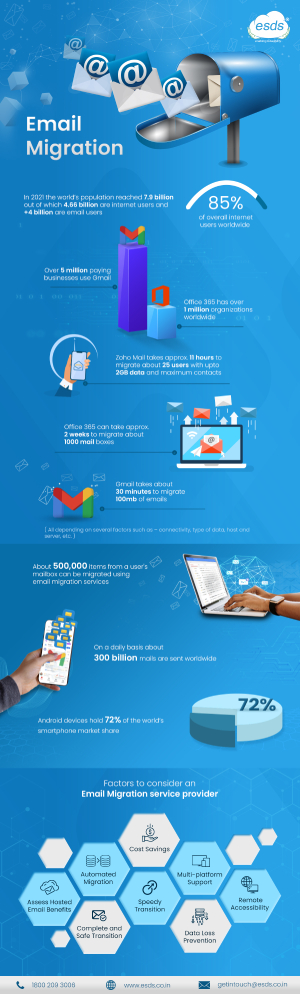 esds
Email
Migration
In 2021 the world's population reached 7.9 billion
out of which 4.66 billion are internet users and
+4 billion are email users
85%
of overall internet
users worldwide
Over 5 million paying
businesses use Gmail
Office 365 has over
1 million organizations
worldwide
Zoho Mail takes approx. 11 hours to
migrate about 25 users with upto
2GB data and maximum contacts
Office 365 can take approx.
2 weeks to migrate about
1000 mail boxes
Gmail takes about
30 minutes to migrate
100mb of emails
[ All depending on several factors such as – connectivity, type of data, host and
server, etc. ]
About 500,000 items from a user's
mailbox can be migrated using
email migration services
On a daily basis about
300 billion mails are sent worldwide
72%
Android devices hold 72% of the world's
smartphone market share
Factors to consider an
Email Migration service provider
Cost Savings
Automated
Migration
Multi-platform
Support
Assess Hosted
Email Benefits
Speedy
Transition
Remote
Accessibility
Complete and
Safe Transition
Data Loss
Prevention
1800 209 3006
www.esds.co.in
getintouch@esds.co.in